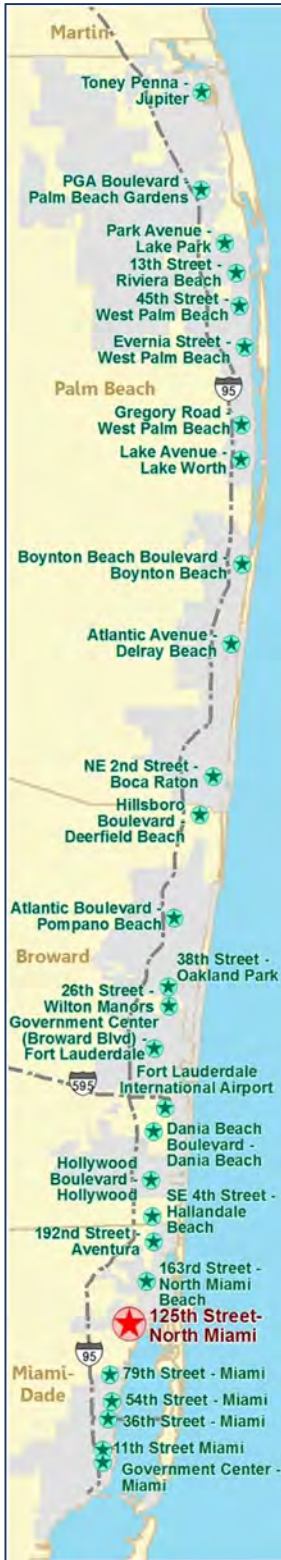 Martin
Toney Penna -
Jupiter
PGA Boulevard -
Palm Beach Gardens
Park Avenue -
Lake Park
13th Street -
Riviera Beach
45th Street -
West Palm Beach
Evernia Street -
West Palm Beach
Palm Beach
95
Gregory Road -
West Palm Beach
Lake Avenue -
Lake Worth
Boynton Beach Boulevard -
Boynton Beach
Atlantic Avenue -
Delray Beach
NE 2nd Street -
Boca Raton
Hillsboro
Boulevard -
Deerfield Beach
Atlantic Boulevard -
Pompano Beach
Broward
38th Street -
Oakland Park
26th Street -
Wilton Manors
Government Center
(Broward Blvd) -
Fort Lauderdale
595
Fort Lauderdale
International Airport
Dania Beach
Boulevard -
Dania Beach
Hollywood
Boulevard -
Hollywood
SE 4th Street -
Hallandale
Beach
192nd Street -
Aventura
163rd Street -
North Miami
Beach
125th Street-
North Miami
95
Miami-
Dade
79th Street - Miami
54th Street - Miami
36th Street - Miami
11th Street Miami
Government Center -
Miami